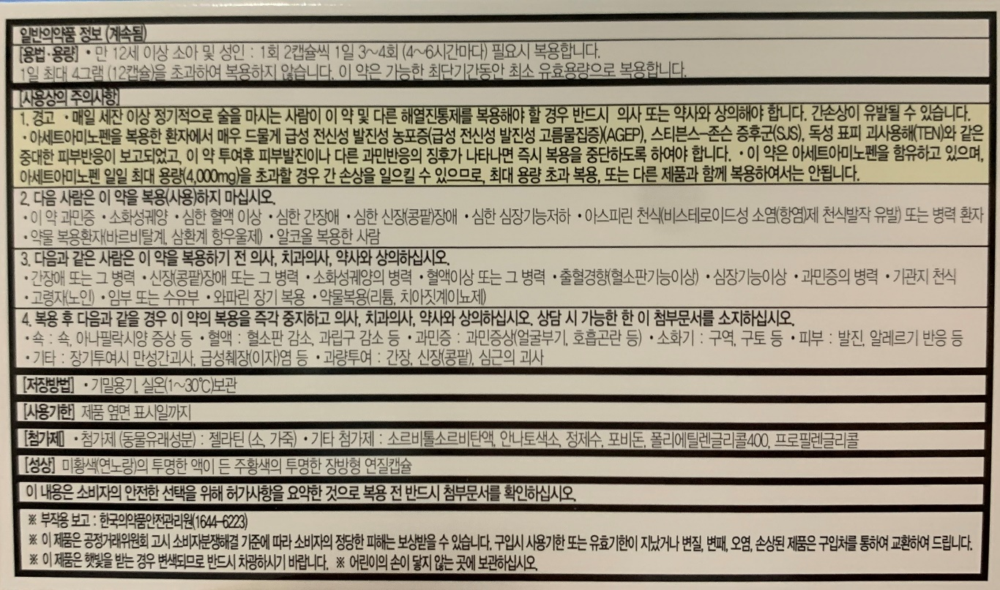 일반의약품 정보 (계속됨)
[용법·용량] •만 12세 이상 소아 및 성인 : 1회 2캡슐씩 1일 3~4회 (4~6시간마다) 필요시 복용합니다.
1일 최대 4그램 (12캡슐)을 초과하여 복용하지 않습니다. 이 약은 가능한 최단기간동안 최소 유효용량으로 복용합니다.
[사용상의 주의사항]
1. 경고 •매일 세잔 이상 정기적으로 술을 마시는 사람이 이 약 및 다른 해열진통제를 복용해야 할 경우 반드시 의사 또는 약사와 상의해야 합니다. 간손상이 유발될 수 있습니다.
•아세트아미노펜을 복용한 환자에서 매우 드물게 급성 전신성 발진성 농포증(급성 전신성 발진성 고름물집증)(AGEP), 스티븐스-존슨 증후군(SJS), 독성 표피 괴사용해(TEN)와 같은
중대한 피부반응이 보고되었고, 이 약 투여후 피부발진이나 다른 과민반응의 징후가 나타나면 즉시 복용을 중단하도록 하여야 합니다. •이 약은 아세트아미노펜을 함유하고 있으며,
아세트아미노펜 일일 최대 용량(4,000mg)을 초과할 경우 간 손상을 일으킬 수 있으므로, 최대 용량 초과 복용, 또는 다른 제품과 함께 복용하여서는 안됩니다.
2. 다음 사람은 이 약을 복용(사용)하지 마십시오.
•이 약 과민증 •소화성궤양 •심한 혈액 이상 •심한 간장애 •심한 신장(콩팥)장애 •심한 심장기능저하 •아스피린 천식(비스테로이드성 소염(항염)제 천식발작 유발) 또는 병력 환자
•약물 복용환자(바르비탈계, 삼환계 항우울제) •알코올 복용한 사람
3. 다음과 같은 사람은 이 약을 복용하기 전 의사, 치과의사, 약사와 상의하십시오.
•간장애 또는 그 병력 •신장(콩팥)장애 또는 그 병력 •소화성궤양의 병력 •혈액이상 또는 그 병력 •출혈경향(혈소판기능이상) •심장기능이상 •과민증의 병력 •기관지 천식
•고령자(노인) •임부 또는 수유부 •와파린 장기 복용 •약물복용(리튬, 치아짓계이뇨제)
4. 복용 후 다음과 같을 경우 이 약의 복용을 즉각 중지하고 의사, 치과의사, 약사와 상의하십시오. 상담 시 가능한 한 이 첨부문서를 소지하십시오.
•쇽 : 쇽, 아나필락시양 증상 등 •혈액 : 혈소판 감소, 과립구 감소 등 •과민증 : 과민증상(얼굴부기, 호흡곤란 등) •소화기 : 구역, 구토 등 •피부 : 발진, 알레르기 반응 등
•기타 : 장기투여시 만성간괴사, 급성췌장(이자)염 등 •과량투여 : 간장, 신장(콩팥), 심근의 괴사
[저장방법] •기밀용기, 실온(1~30℃)보관
[사용기한] 제품 옆면 표시일까지
[첨가제] •첨가제 (동물유래성분) : 젤라틴 (소, 가죽) •기타 첨가제 : 소르비톨소르비탄액, 안나토색소, 정제수, 포비돈, 폴리에틸렌글리콜400, 프로필렌글리콜
[성상] 미황색(연노랑)의 투명한 액이 든 주황색의 투명한 장방형 연질캡슐
이 내용은 소비자의 안전한 선택을 위해 허가사항을 요약한 것으로 복용 전 반드시 첨부문서를 확인하십시오.
※ 부작용 보고 : 한국의약품안전관리원(1644-6223)
※ 이 제품은 공정거래위원회 고시 소비자분쟁해결 기준에 따라 소비자의 정당한 피해는 보상받을 수 있습니다. 구입시 사용기한 또는 유효기한이 지났거나 변질, 변패, 오염, 손상된 제품은 구입처를 통하여 교환하여 드립니다.
※ 이 제품은 햇빛을 받는 경우 변색되므로 반드시 차광하시기 바랍니다. ※ 어린이의 손이 닿지 않는 곳에 보관하십시오.